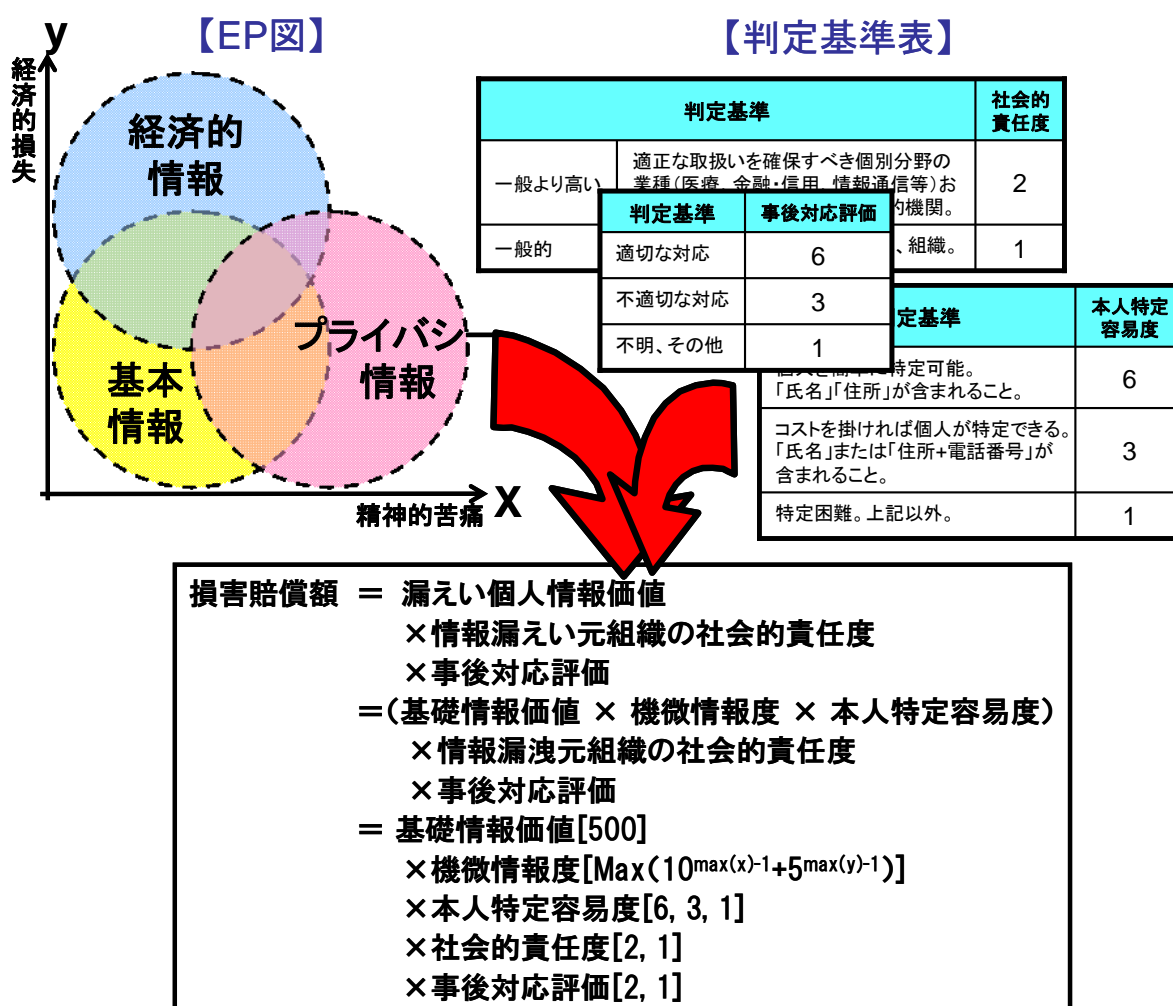 【EP図】
【判定基準表】
y
経済的損失
経済的
情報
プライバシ
情報
基本
情報
精神的苦痛 X
判定基準
社会的
責任度
一般より高い
適正な取扱いを確保すべき個別分野の
業種(医療、金融・信用、情報通信等)お
的機関。
2
一般的
、組織。
1
判定基準
事後対応評価
適切な対応
6
不適切な対応
3
不明、その他
1
定基準
本人特定
容易度
特定可能。
「氏名」「住所」が含まれること。
6
コストを掛ければ個人が特定できる。
「氏名」または「住所+電話番号」が
含まれること。
3
特定困難。上記以外。
1
損害賠償額 = 漏えい個人情報価値
×情報漏えい元組織の社会的責任度
×事後対応評価
=(基礎情報価値 × 機微情報度 × 本人特定容易度)
×情報漏洩元組織の社会的責任度
×事後対応評価
= 基礎情報価値[500]
×機微情報度[Max(10max(x)-1+5max(y)-1)]
×本人特定容易度[6, 3, 1]
×社会的責任度[2, 1]
×事後対応評価[2, 1]